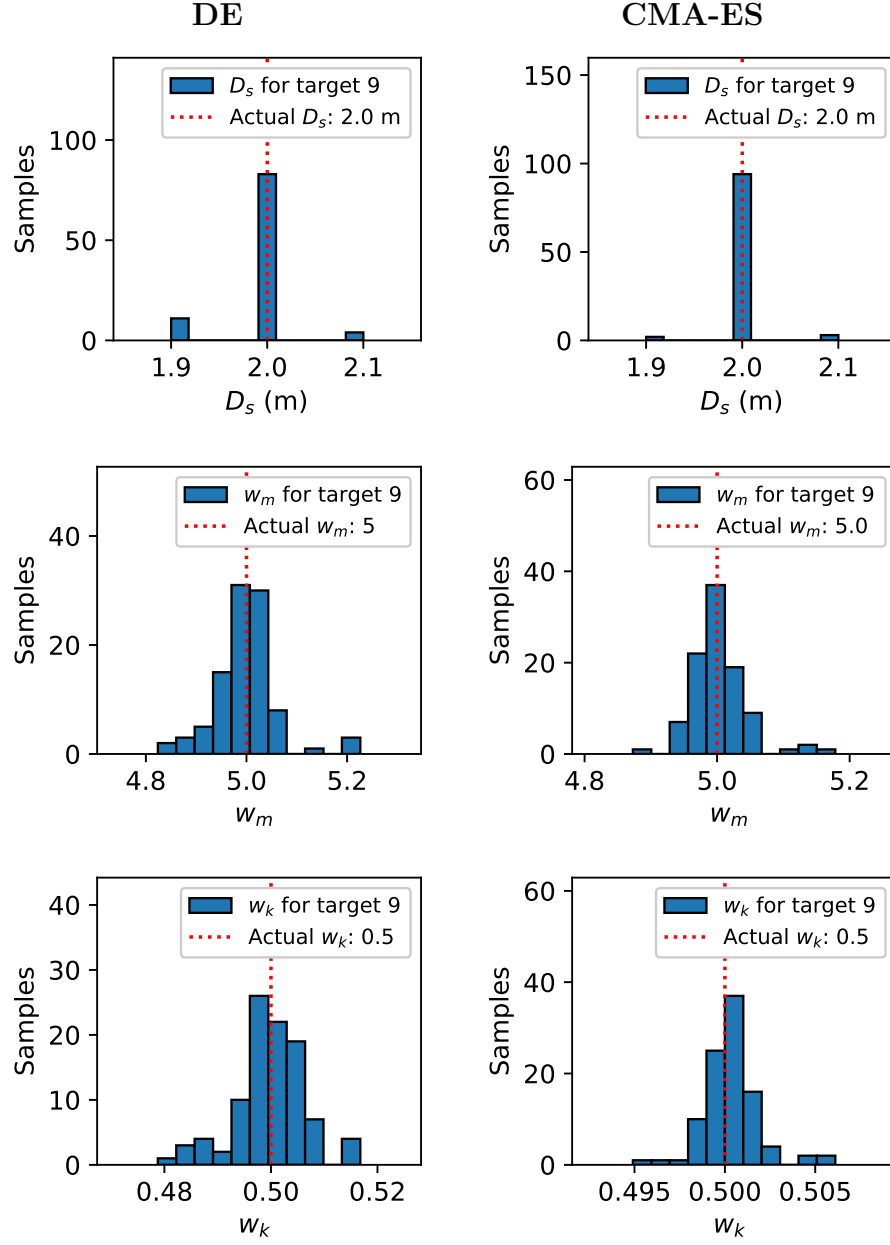 DE
CMA-ES
D_s for target 9
Actual D_s: 2.0 m
100
50
0
Samples
1.9 2.0 2.1
D_s (m)
D_s for target 9
Actual D_s: 2.0 m
150
100
50
0
Samples
1.9 2.0 2.1
D_s (m)
w_m for target 9
Actual w_m: 5
40
20
0
Samples
4.8 5.0 5.2
w_m
w_m for target 9
Actual w_m: 5.0
60
40
20
0
Samples
4.8 5.0 5.2
w_m
w_k for target 9
Actual w_k: 0.5
40
30
20
10
0
Samples
0.48 0.50 0.52
w_k
w_k for target 9
Actual w_k: 0.5
60
40
20
0
Samples
0.495 0.500 0.505
w_k